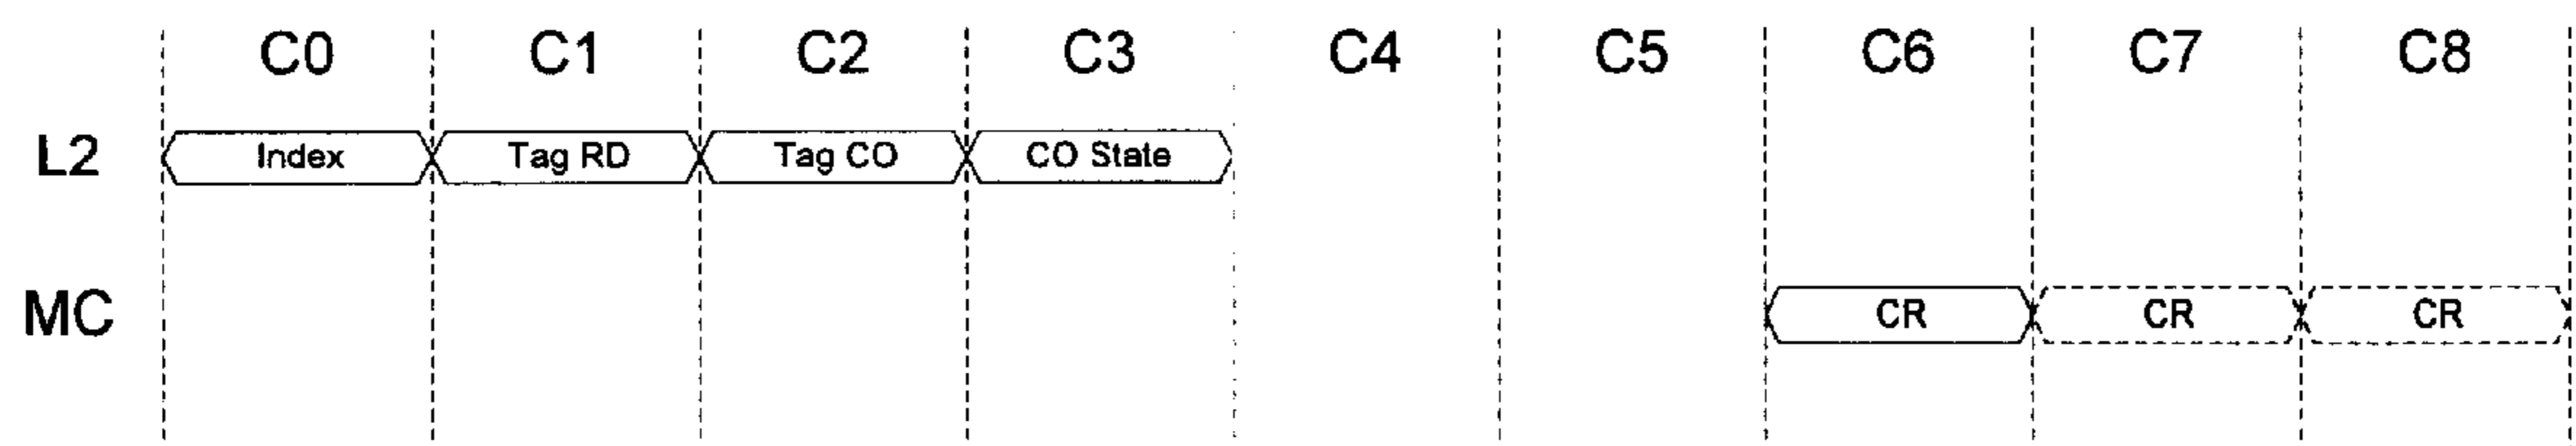 C0 C1 C2 C3 C4 C5 C6 C7 C8
L2 Index Tag RD Tag CO CO State
MC CR CR CR